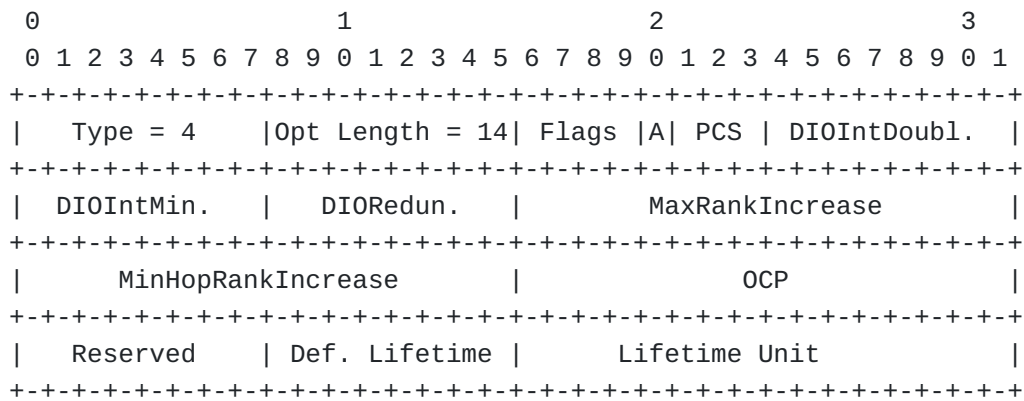 0                   1                   2                   3
0 1 2 3 4 5 6 7 8 9 0 1 2 3 4 5 6 7 8 9 0 1 2 3 4 5 6 7 8 9 0 1
+-+-+-+-+-+-+-+-+-+-+-+-+-+-+-+-+-+-+-+-+-+-+-+-+-+-+-+-+-+-+-+-+
|   Type = 4    |Opt Length = 14| Flags |A| PCS | DIOIntDoubl.  |
+-+-+-+-+-+-+-+-+-+-+-+-+-+-+-+-+-+-+-+-+-+-+-+-+-+-+-+-+-+-+-+-+
|  DIOIntMin.   |   DIORedun.   |        MaxRankIncrease        |
+-+-+-+-+-+-+-+-+-+-+-+-+-+-+-+-+-+-+-+-+-+-+-+-+-+-+-+-+-+-+-+-+
|      MinHopRankIncrease       |              OCP              |
+-+-+-+-+-+-+-+-+-+-+-+-+-+-+-+-+-+-+-+-+-+-+-+-+-+-+-+-+-+-+-+-+
|   Reserved    | Def. Lifetime |      Lifetime Unit            |
+-+-+-+-+-+-+-+-+-+-+-+-+-+-+-+-+-+-+-+-+-+-+-+-+-+-+-+-+-+-+-+-+